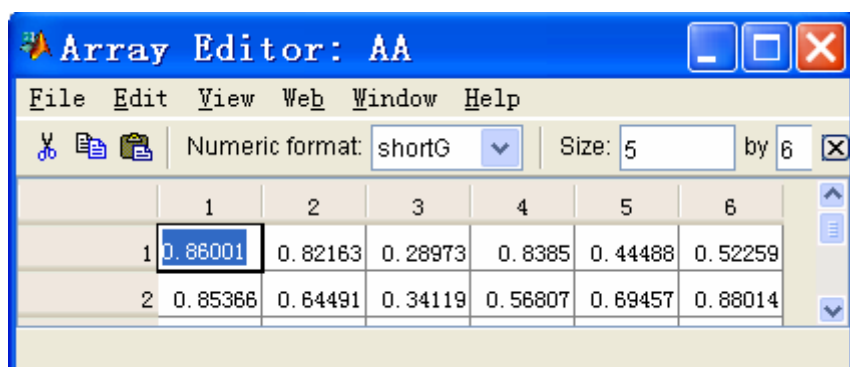 Array Editor: AA
File Edit View Web Window Help
Numeric format: shortG Size: 5 by 6
1 2 3 4 5 6
1 0.86001 0.82163 0.28973 0.8385 0.44488 0.52259
2 0.85366 0.64491 0.34119 0.56807 0.69457 0.88014